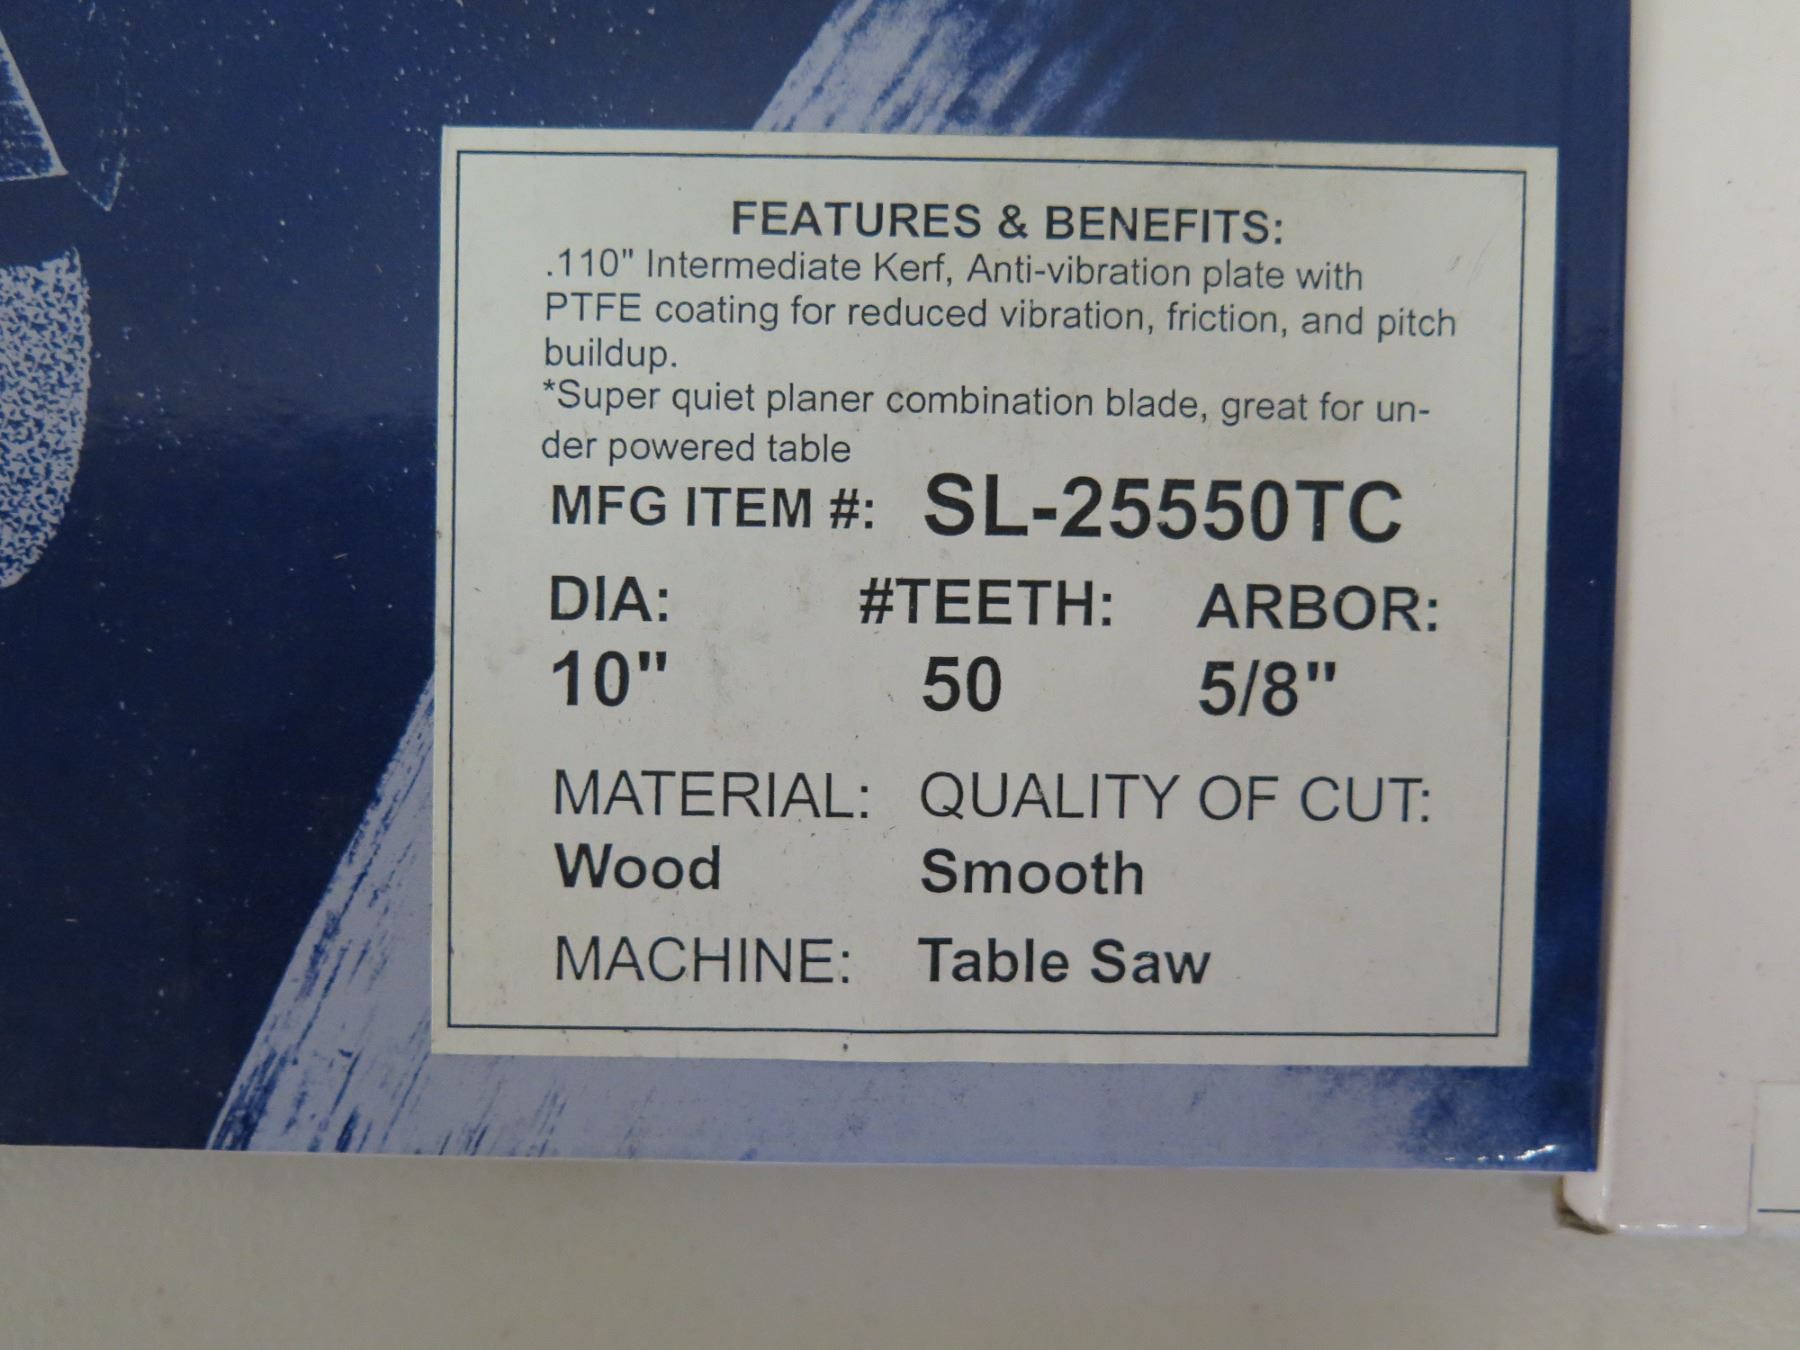 FEATURES & BENEFITS:
.110" Intermediate Kerf, Anti-vibration plate with
PTFE coating for reduced vibration, friction, and pitch
buildup.
*Super quiet planer combination blade, great for un-
der powered table
MFG ITEM #: SL-25550TC
DIA: #TEETH: ARBOR:
10" 50 5/8"
MATERIAL: QUALITY OF CUT:
Wood Smooth
MACHINE: Table Saw